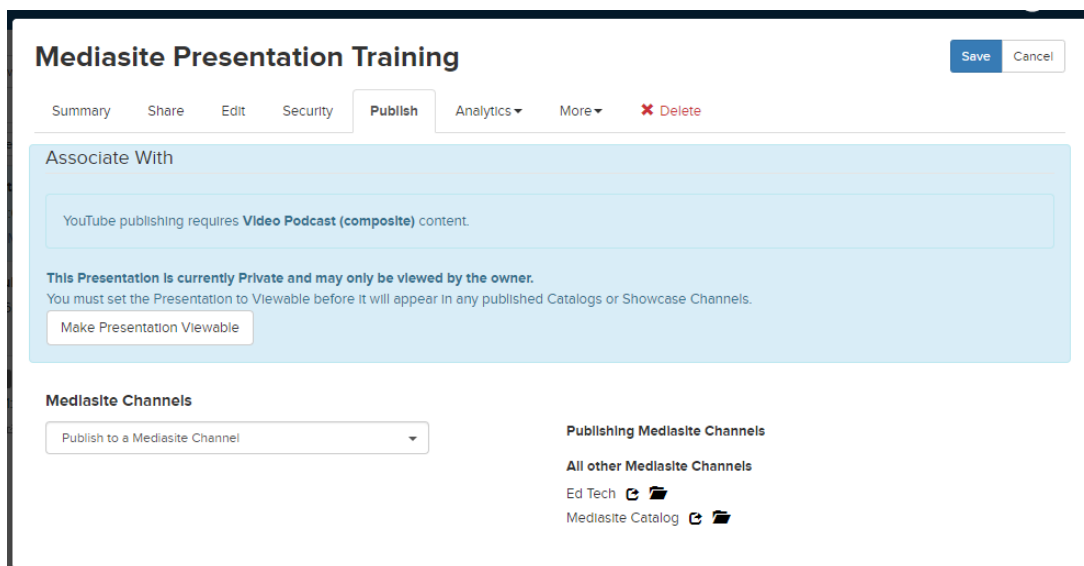 Mediasite Presentation Training
Save Cancel
Summary Share Edit Security Publish Analytics More Delete
Associate With
YouTube publishing requires Video Podcast (composite) content.
This Presentation is currently Private and may only be viewed by the owner.
You must set the Presentation to Viewable before it will appear in any published Catalogs or Showcase Channels.
Make Presentation Viewable
Mediasite Channels
Publish to a Mediasite Channel
Publishing Mediasite Channels
All other Mediasite Channels
Ed Tech
Mediasite Catalog